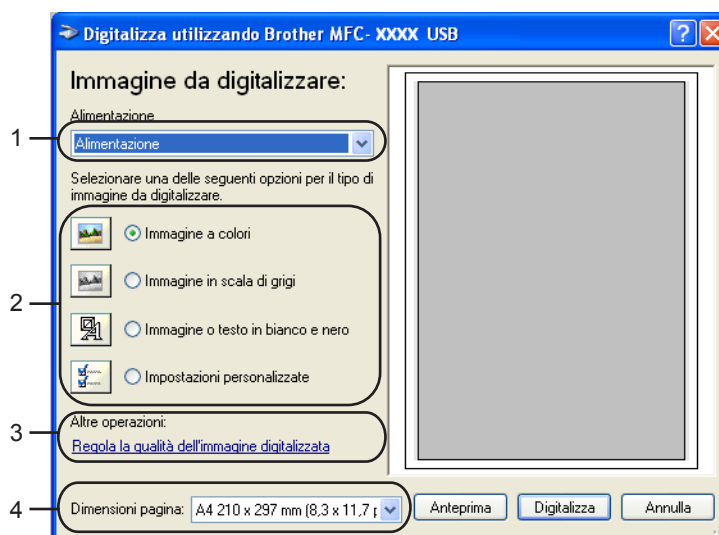 Digitalizza utilizzando Brother MFC- XXXX USB
Immagine da digitalizzare:
Alimentazione
1
Alimentazione
Selezionare una delle seguenti opzioni per il tipo di
immagine da digitalizzare.
Immagine a colori
Immagine in scala di grigi
2
Immagine o testo in bianco e nero
Impostazioni personalizzate
Altre operazioni:
3
Regola la qualità dell'immagine digitalizzata
4
Dimensioni pagina: A4 210 x 297 mm (8,3 x 11,7 p
Anteprima Digitalizza Annulla